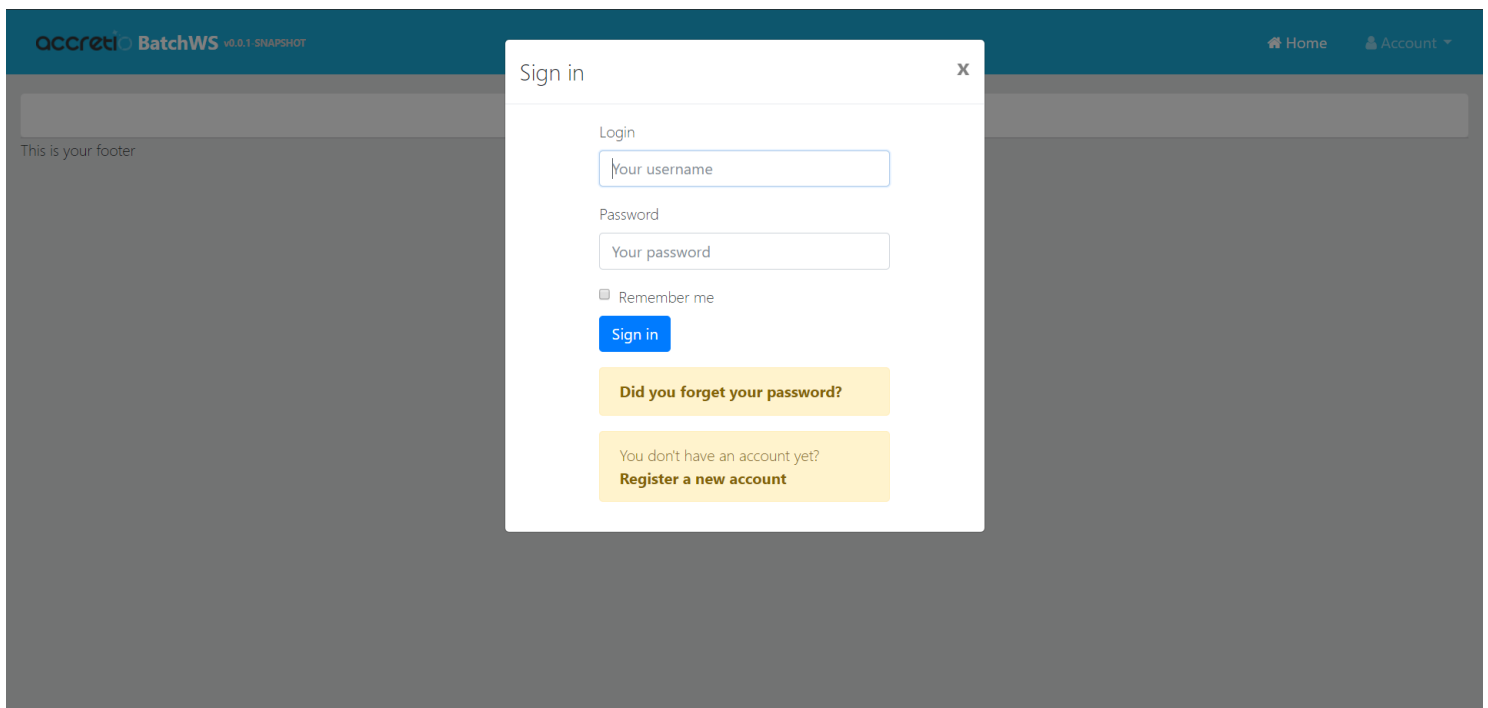 accretio BatchWS v0.0.1-SNAPSHOT Home Account
Sign in x
Login
Your username
Password
Your password
Remember me
Sign in
Did you forget your password?
You don't have an account yet?
Register a new account
This is your footer